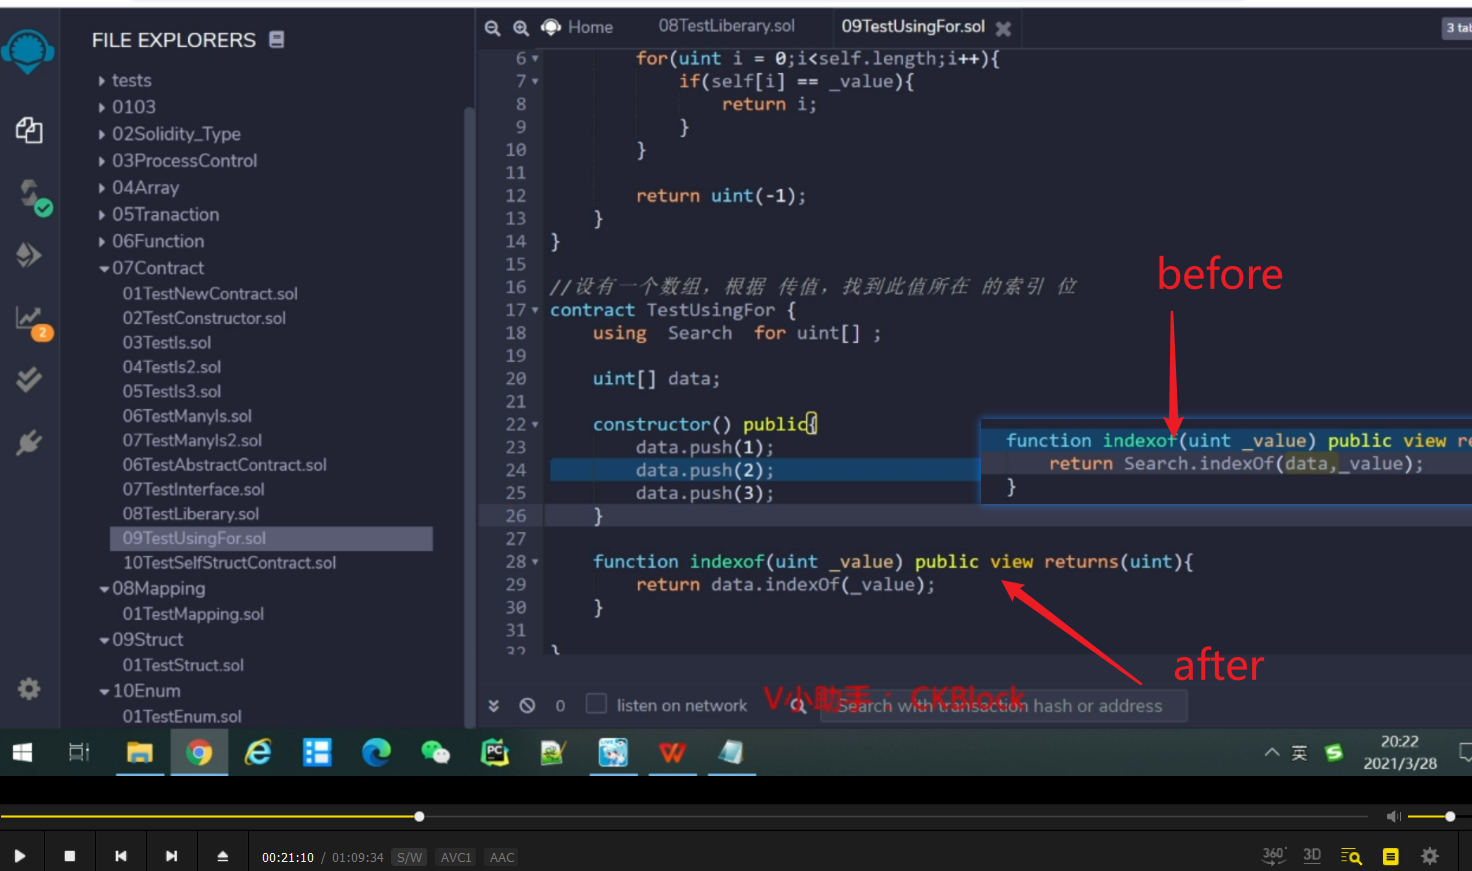 FILE EXPLORERS
tests
0103
02Solidity_Type
03ProcessControl
04Array
05Tranaction
06Function
07Contract
01TestNewContract.sol
02TestConstructor.sol
03TestIs.sol
04TestIs2.sol
05TestIs3.sol
06TestManyIs.sol
07TestManyIs2.sol
06TestAbstractContract.sol
07TestInterface.sol
08TestLiberary.sol
09TestUsingFor.sol
10TestSelfStructContract.sol
08Mapping
01TestMapping.sol
09Struct
01TestStruct.sol
10Enum
01TestEnum.sol
2
Home 08TestLiberary.sol 09TestUsingFor.sol
6 for(uint i = 0;i<self.length;i++){
7 if(self[i] == _value){
8 return i;
9 }
10 }
11
12 return uint(-1);
13 }
14 }
15
16 //设有一个数组，根据 传值，找到此值所在 的索引 位
17 contract TestUsingFor {
18 using Search for uint[] ;
19
20 uint[] data;
21
22 constructor() public{
23 data.push(1);
24 data.push(2);
25 data.push(3);
26 }
27
28 function indexof(uint _value) public view returns(uint){
29 return data.indexOf(_value);
30 }
31
32 }
before
function indexof(uint _value) public view re
return Search.indexOf(data,_value);
}
after
0 listen on network
Search with transaction hash or address
V小助手：CKBlock
英
20:22
2021/3/28
00:21:10 / 01:09:34 S/W AVC1 AAC
360° 3D